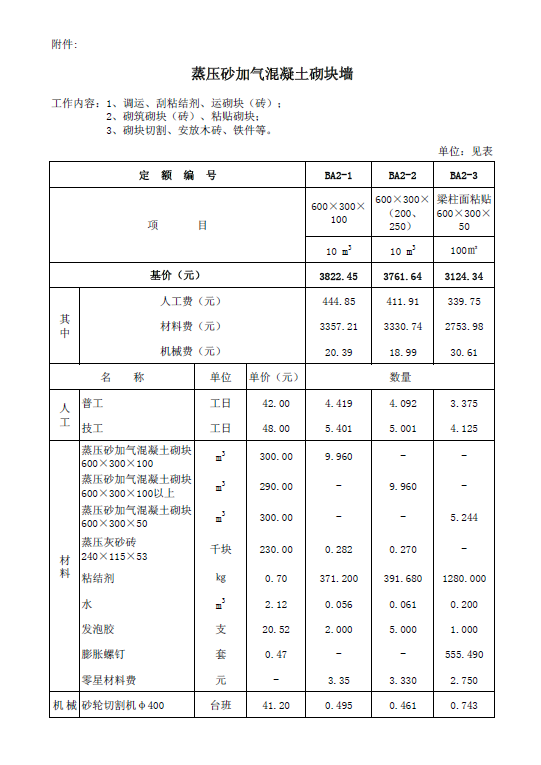 附件:
蒸压砂加气混凝土砌块墙
工作内容: 1、调运、刮粘结剂、运砌块（砖）;
2、砌筑砌块（砖）、粘贴砌块;
3、砌块切割、安放木砖、铁件等。
单位: 见表
定 额 编 号 BA2-1 BA2-2 BA2-3
项 目 600×300×100 600×300×（200、250） 梁柱面粘贴600×300×50
10 m³ 10 m³ 100㎡
基价（元） 3822.45 3761.64 3124.34
其中 人工费（元） 444.85 411.91 339.75
材料费（元） 3357.21 3330.74 2753.98
机械费（元） 20.39 18.99 30.61
名 称 单位 单价（元） 数量
人工 普工 工日 42.00 4.419 4.092 3.375
技工 工日 48.00 5.401 5.001 4.125
材料 蒸压砂加气混凝土砌块600×300×100 m³ 300.00 9.960 - -
蒸压砂加气混凝土砌块600×300×100以上 m³ 290.00 - 9.960 -
蒸压砂加气混凝土砌块600×300×50 m³ 300.00 - - 5.244
蒸压灰砂砖240×115×53 千块 230.00 0.282 0.270 -
粘结剂 kg 0.70 371.200 391.680 1280.000
水 m³ 2.12 0.056 0.061 0.200
发泡胶 支 20.52 2.000 5.000 1.000
膨胀螺钉 套 0.47 - - 555.490
零星材料费 元 - 3.35 3.330 2.750
机械 砂轮切割机φ400 台班 41.20 0.495 0.461 0.743